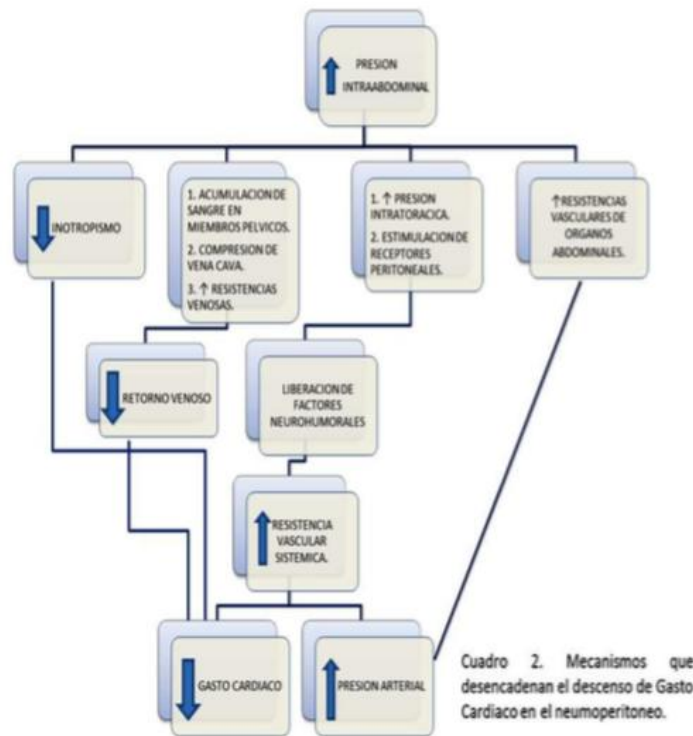 PRESION
INTRAABDOMINAL
INOTROPISMO
1. ACUMULACION DE
SANGRE EN
MIEMBROS PELVICOS.
2. COMPRESION DE
VENA CAVA.
3. ↑ RESISTENCIAS
VENOSAS.
1. ↑ PRESION
INTRATORACICA.
2. ESTIMULACION DE
RECEPTORES
PERITONEALES.
↑RESISTENCIAS
VASCULARES DE
ORGANOS
ABDOMINALES.
RETORNO VENOSO
LIBERACION DE
FACTORES
NEUROHUMORALES
RESISTENCIA
VASCULAR
SISTEMICA.
GASTO CARDIACO
PRESION ARTERIAL
Cuadro 2. Mecanismos que
desencadenan el descenso de Gasto
Cardiaco en el neumoperitoneo.